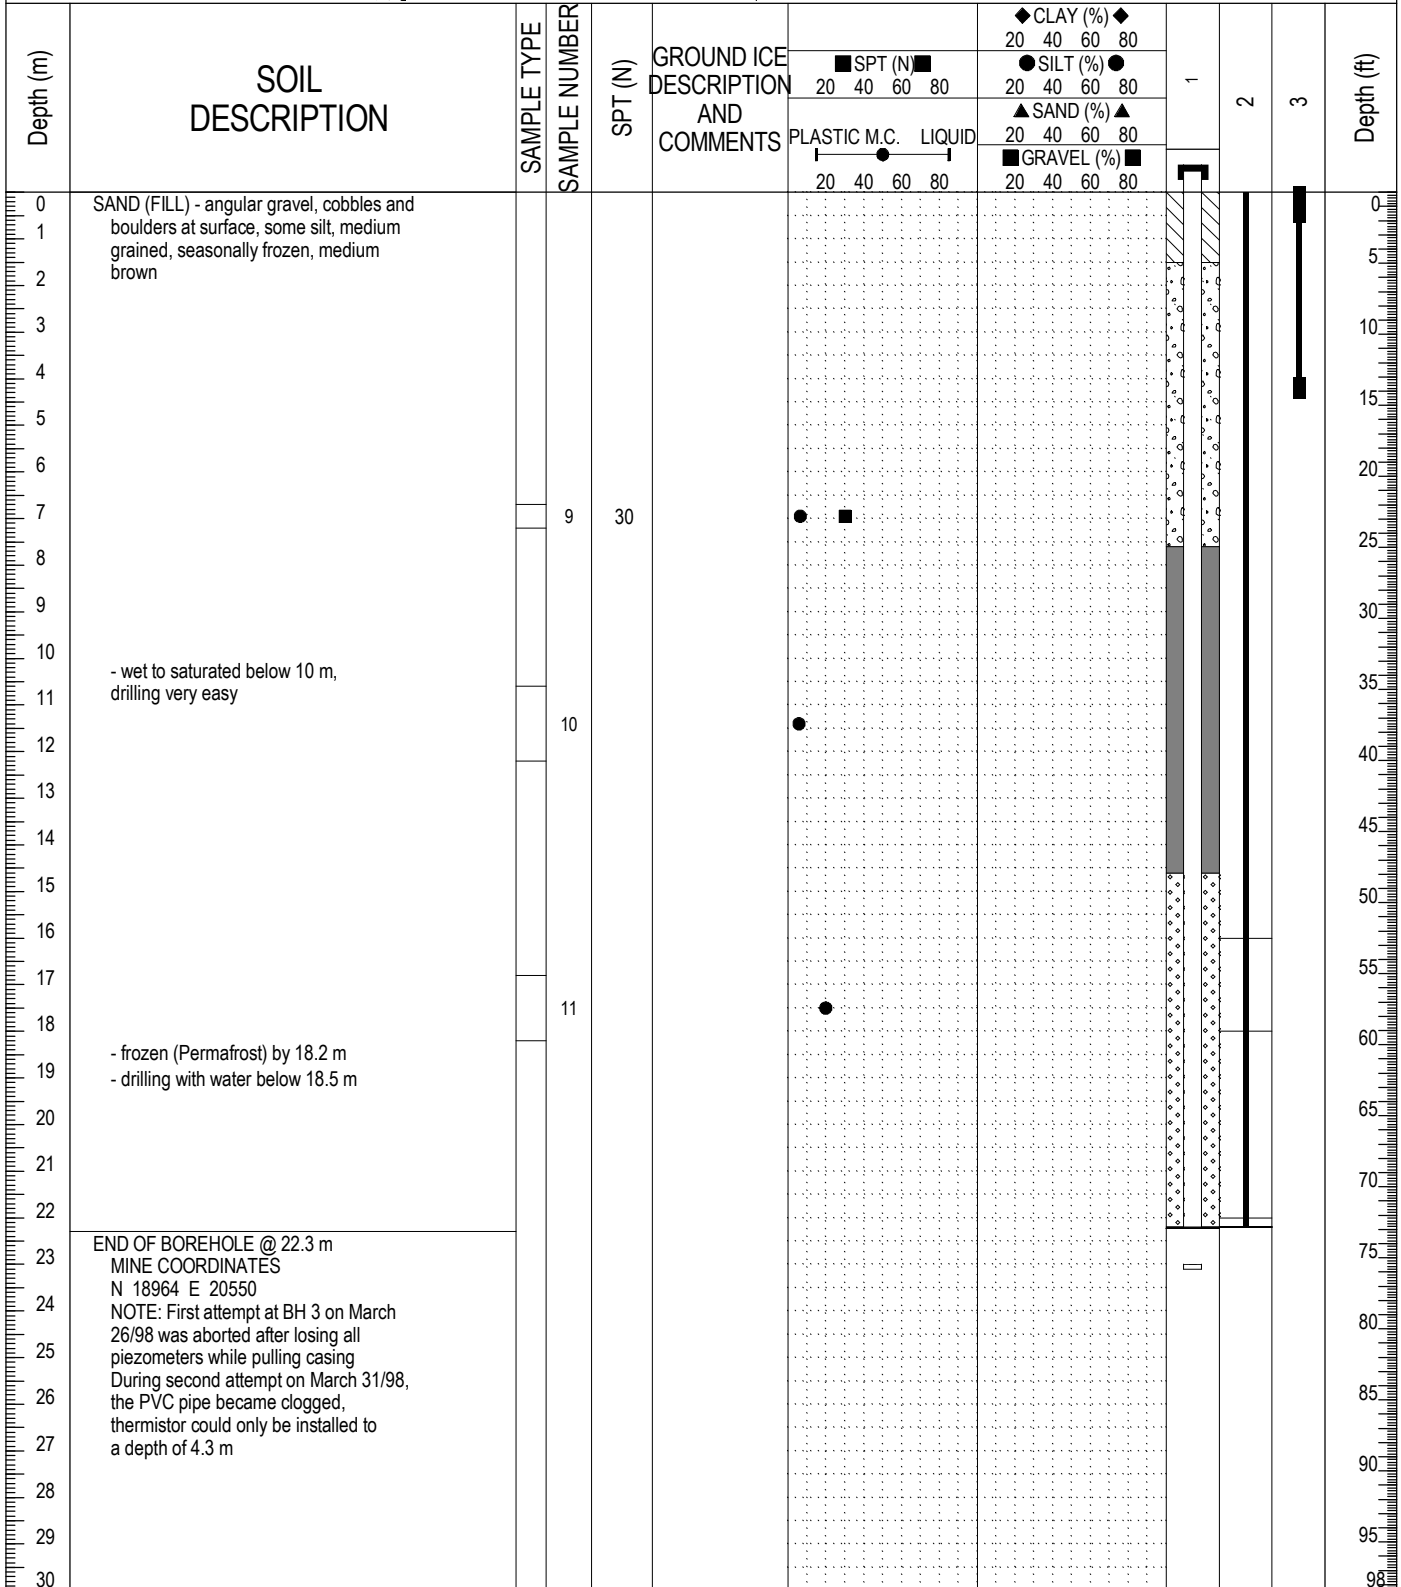 Depth (m)
SOIL
DESCRIPTION
SAMPLE TYPE
SAMPLE NUMBER
SPT (N)
GROUND ICE
DESCRIPTION
AND
COMMENTS
SPT (N)
20 40 60 80
PLASTIC M.C. LIQUID
20 40 60 80
CLAY (%)
20 40 60 80
SILT (%)
20 40 60 80
SAND (%)
20 40 60 80
GRAVEL (%)
20 40 60 80
1
2
3
Depth (ft)
0
1
2
3
4
5
6
7
8
9
10
11
12
13
14
15
16
17
18
19
20
21
22
23
24
25
26
27
28
29
30
SAND (FILL) - angular gravel, cobbles and
boulders at surface, some silt, medium
grained, seasonally frozen, medium
brown
9 30
- wet to saturated below 10 m,
drilling very easy
10
11
- frozen (Permafrost) by 18.2 m
- drilling with water below 18.5 m
END OF BOREHOLE @ 22.3 m
MINE COORDINATES
N 18964 E 20550
NOTE: First attempt at BH 3 on March
26/98 was aborted after losing all
piezometers while pulling casing
During second attempt on March 31/98,
the PVC pipe became clogged,
thermistor could only be installed to
a depth of 4.3 m
0
5
10
15
20
25
30
35
40
45
50
55
60
65
70
75
80
85
90
95
98